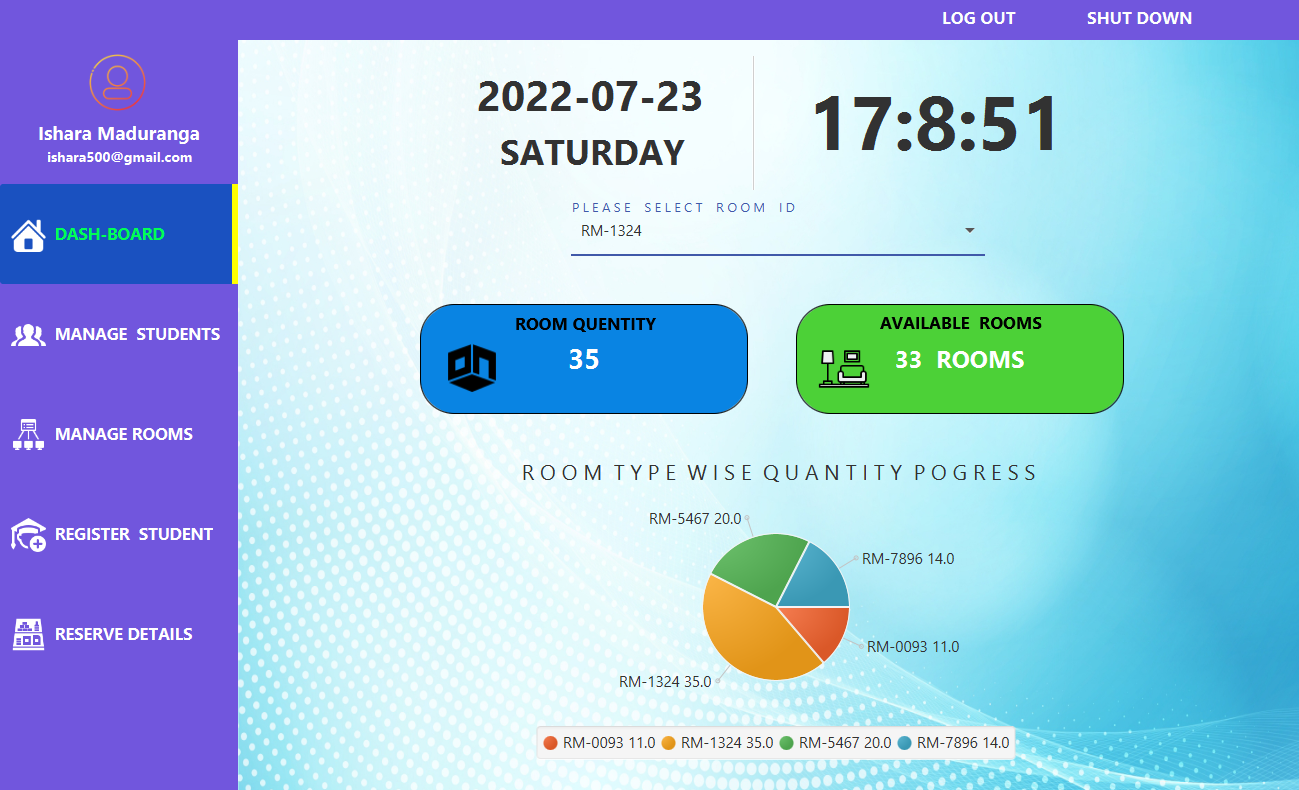 LOG OUT
SHUT DOWN
Ishara Maduranga
ishara500@gmail.com
DASH-BOARD
MANAGE STUDENTS
MANAGE ROOMS
REGISTER STUDENT
RESERVE DETAILS
2022-07-23
SATURDAY
17:8:51
PLEASE SELECT ROOM ID
RM-1324
ROOM QUENTITY
35
AVAILABLE ROOMS
33 ROOMS
ROOM TYPE WISE QUANTITY POGRESS
RM-5467 20.0
RM-7896 14.0
RM-0093 11.0
RM-1324 35.0
RM-0093 11.0 RM-1324 35.0 RM-5467 20.0 RM-7896 14.0